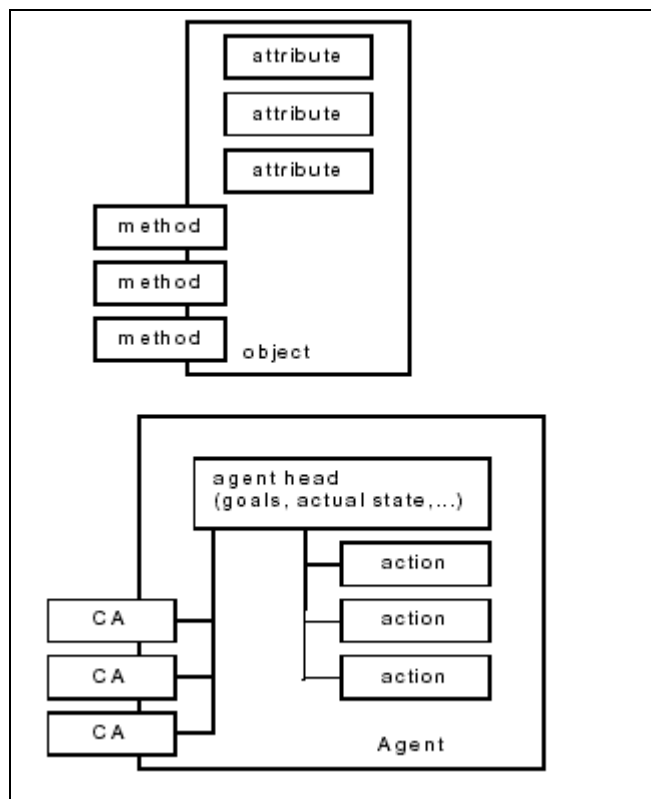 attribute
attribute
attribute
method
method
method
object
agent head
(goals, actual state,...)
action
CA
action
CA
action
CA
Agent